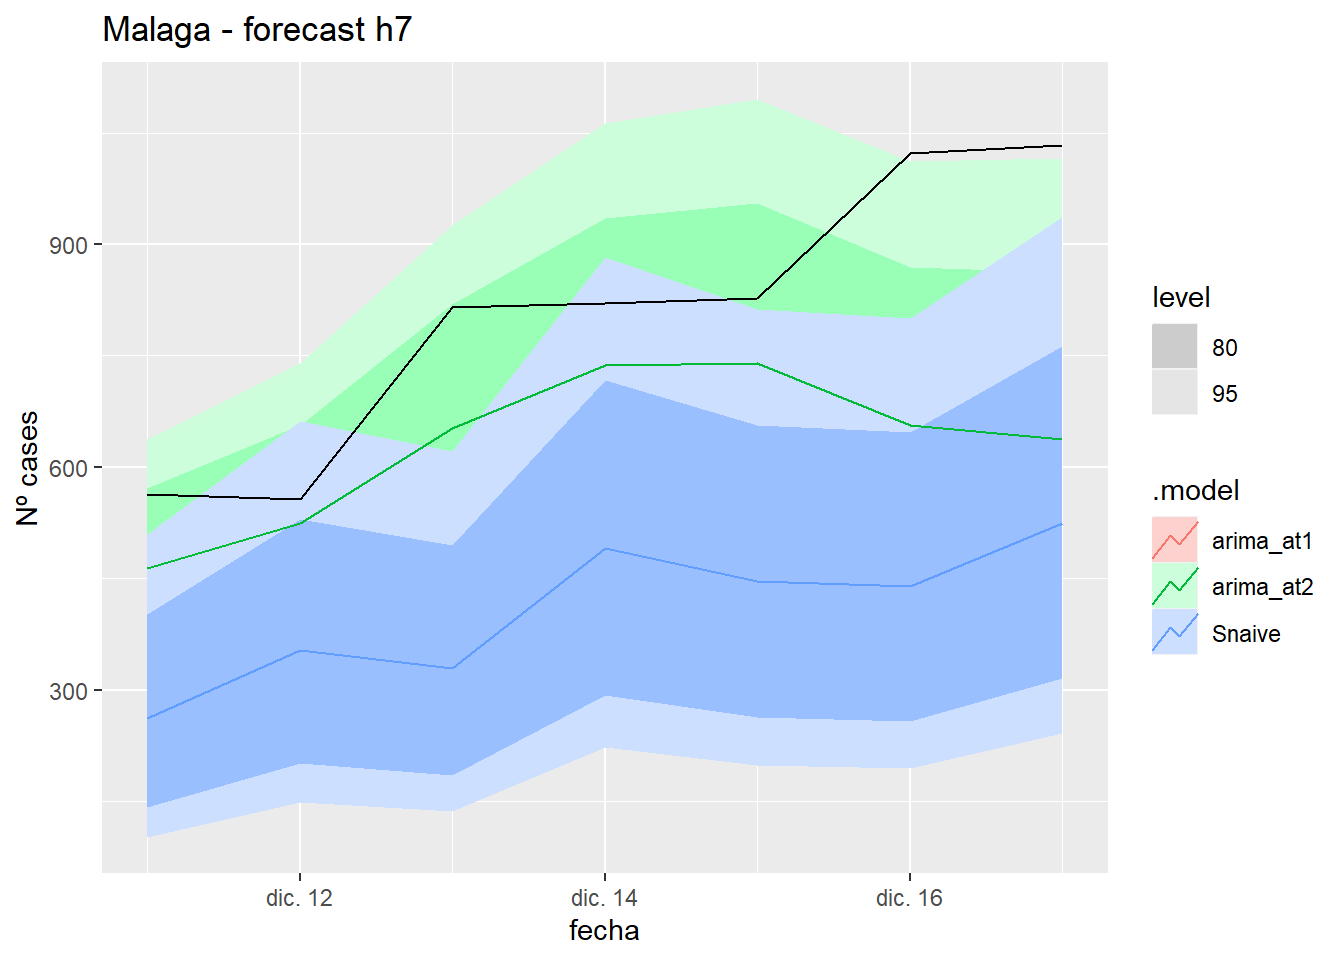 Malaga - forecast h7
Nº cases
900
600
300
dic. 12
dic. 14
dic. 16
fecha
level
80
95
.model
arima_at1
arima_at2
Snaive